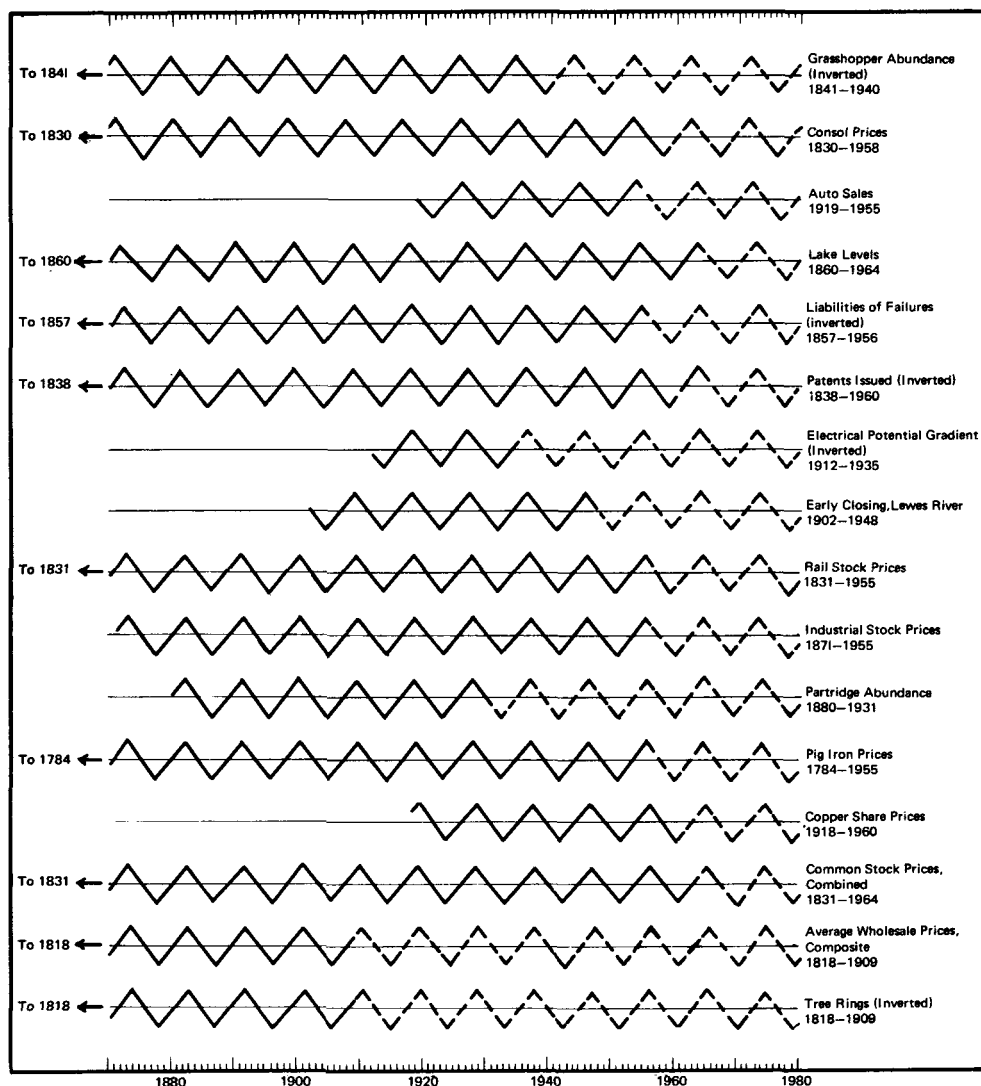 To 1841
Grasshopper Abundance
(Inverted)
1841–1940
To 1830
Consol Prices
1830–1958
Auto Sales
1919–1955
To 1860
Lake Levels
1860–1964
To 1857
Liabilities of Failures
(inverted)
1857–1956
To 1838
Patents Issued (Inverted)
1838–1960
Electrical Potential Gradient
(Inverted)
1912–1935
Early Closing, Lewes River
1902–1948
To 1831
Rail Stock Prices
1831–1955
Industrial Stock Prices
1871–1955
Partridge Abundance
1880–1931
To 1784
Pig Iron Prices
1784–1955
Copper Share Prices
1918–1960
To 1831
Common Stock Prices,
Combined
1831–1964
To 1818
Average Wholesale Prices,
Composite
1818–1909
To 1818
Tree Rings (Inverted)
1818–1909
1880 1900 1920 1940 1960 1980